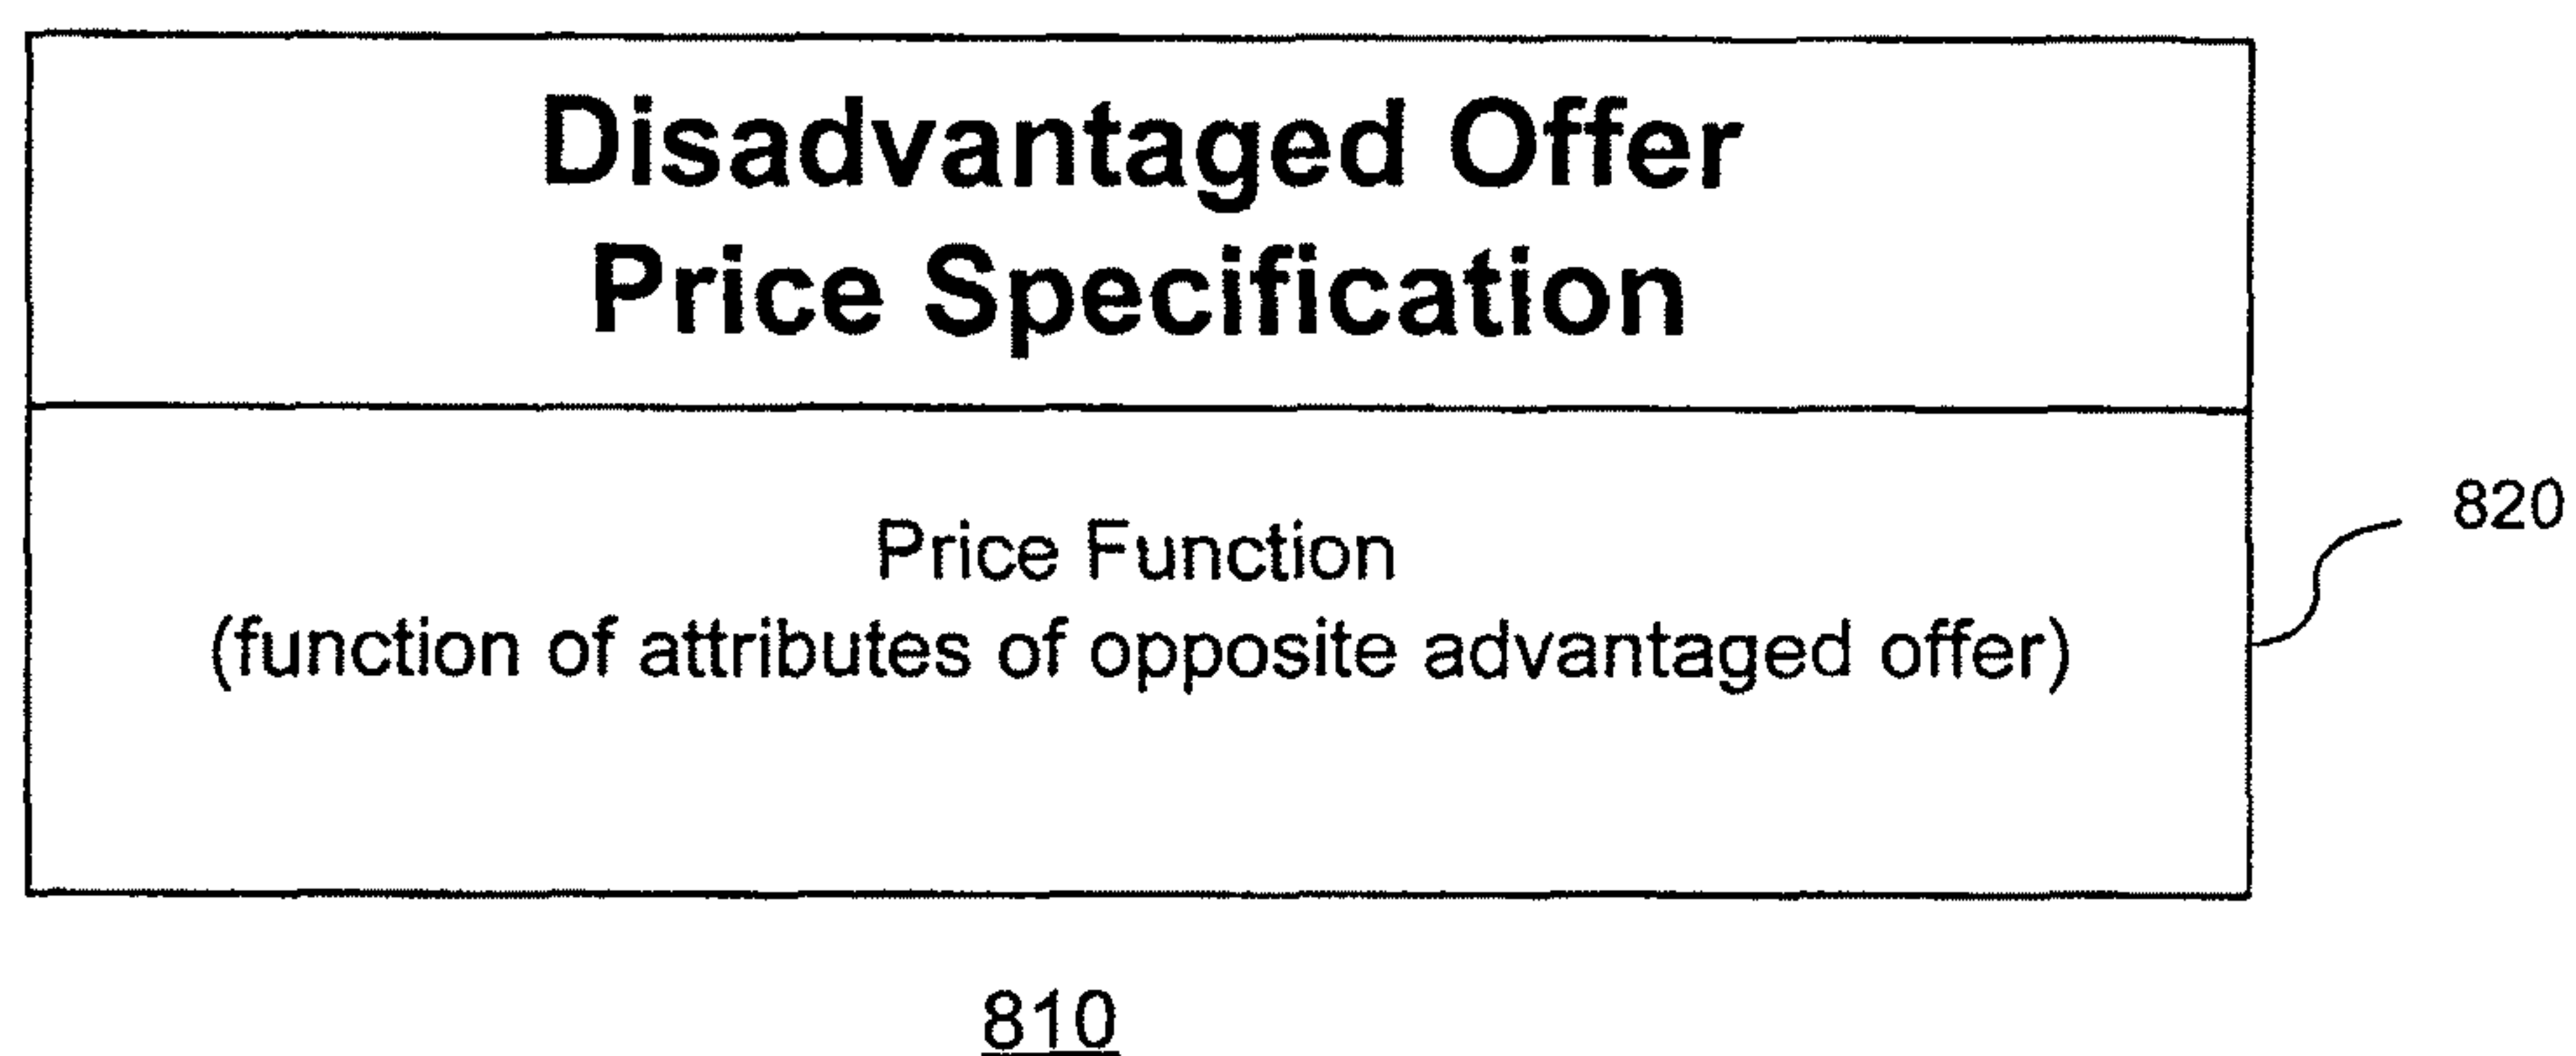 Disadvantaged Offer
Price Specification
Price Function
(function of attributes of opposite advantaged offer)
820
810